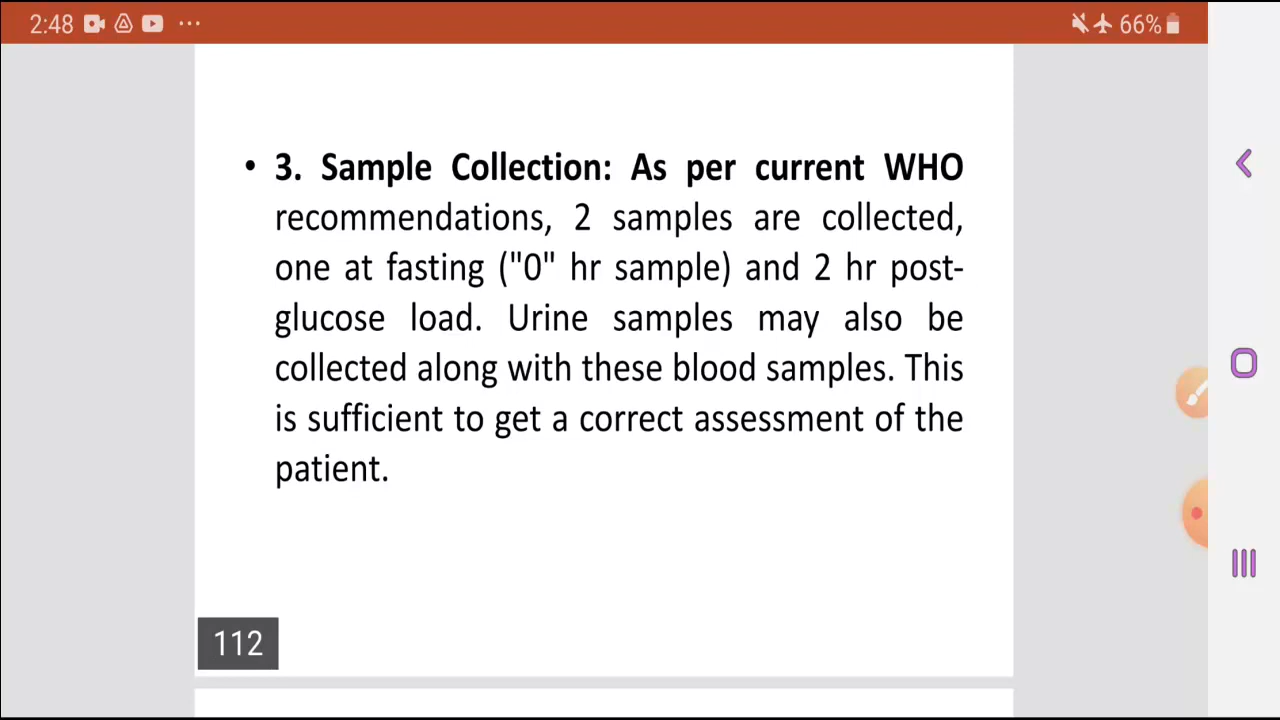 2:48 ...
66%
• 3. Sample Collection: As per current WHO
recommendations, 2 samples are collected,
one at fasting ("0" hr sample) and 2 hr post-
glucose load. Urine samples may also be
collected along with these blood samples. This
is sufficient to get a correct assessment of the
patient.
112